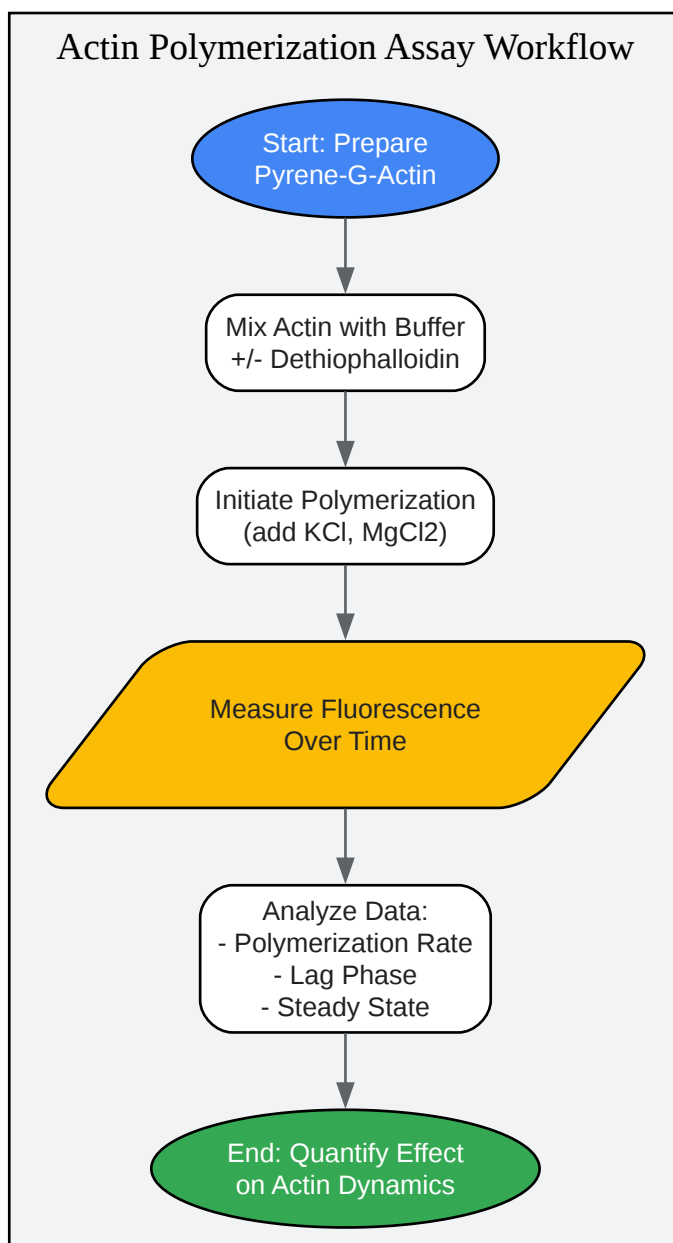 Actin Polymerization Assay Workflow
Start: Prepare
Pyrene-G-Actin
Mix Actin with Buffer
+/- Dethiophalloidin
Initiate Polymerization
(add KCl, MgCl2)
Measure Fluorescence
Over Time
Analyze Data:
- Polymerization Rate
- Lag Phase
- Steady State
End: Quantify Effect
on Actin Dynamics